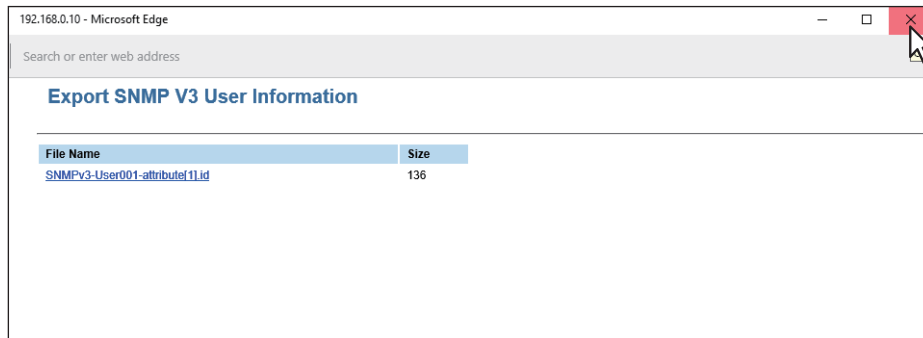 192.168.0.10 - Microsoft Edge
Search or enter web address
Export SNMP V3 User Information
File Name Size
SNMPv3-User001-attribute[1].id 136